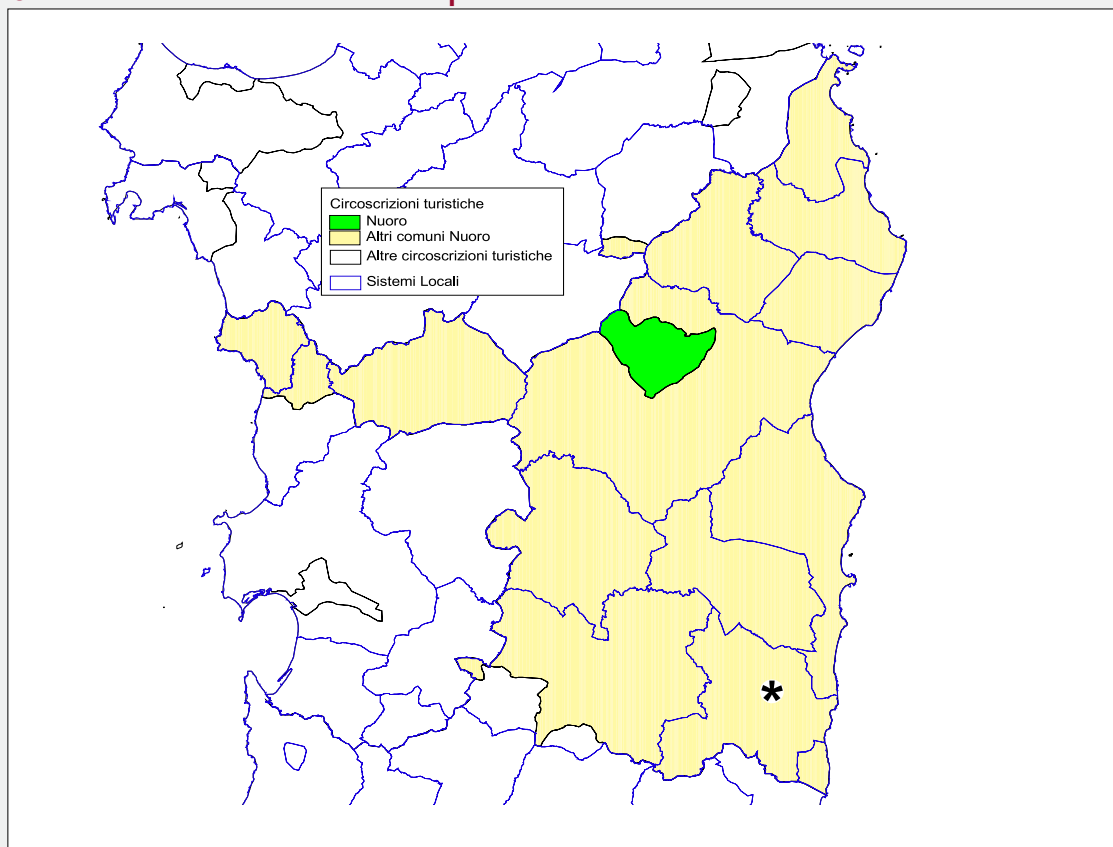 Circoscrizioni turistiche
Nuoro
Altri comuni Nuoro
Altre circoscrizioni turistiche
Sistemi Locali
*